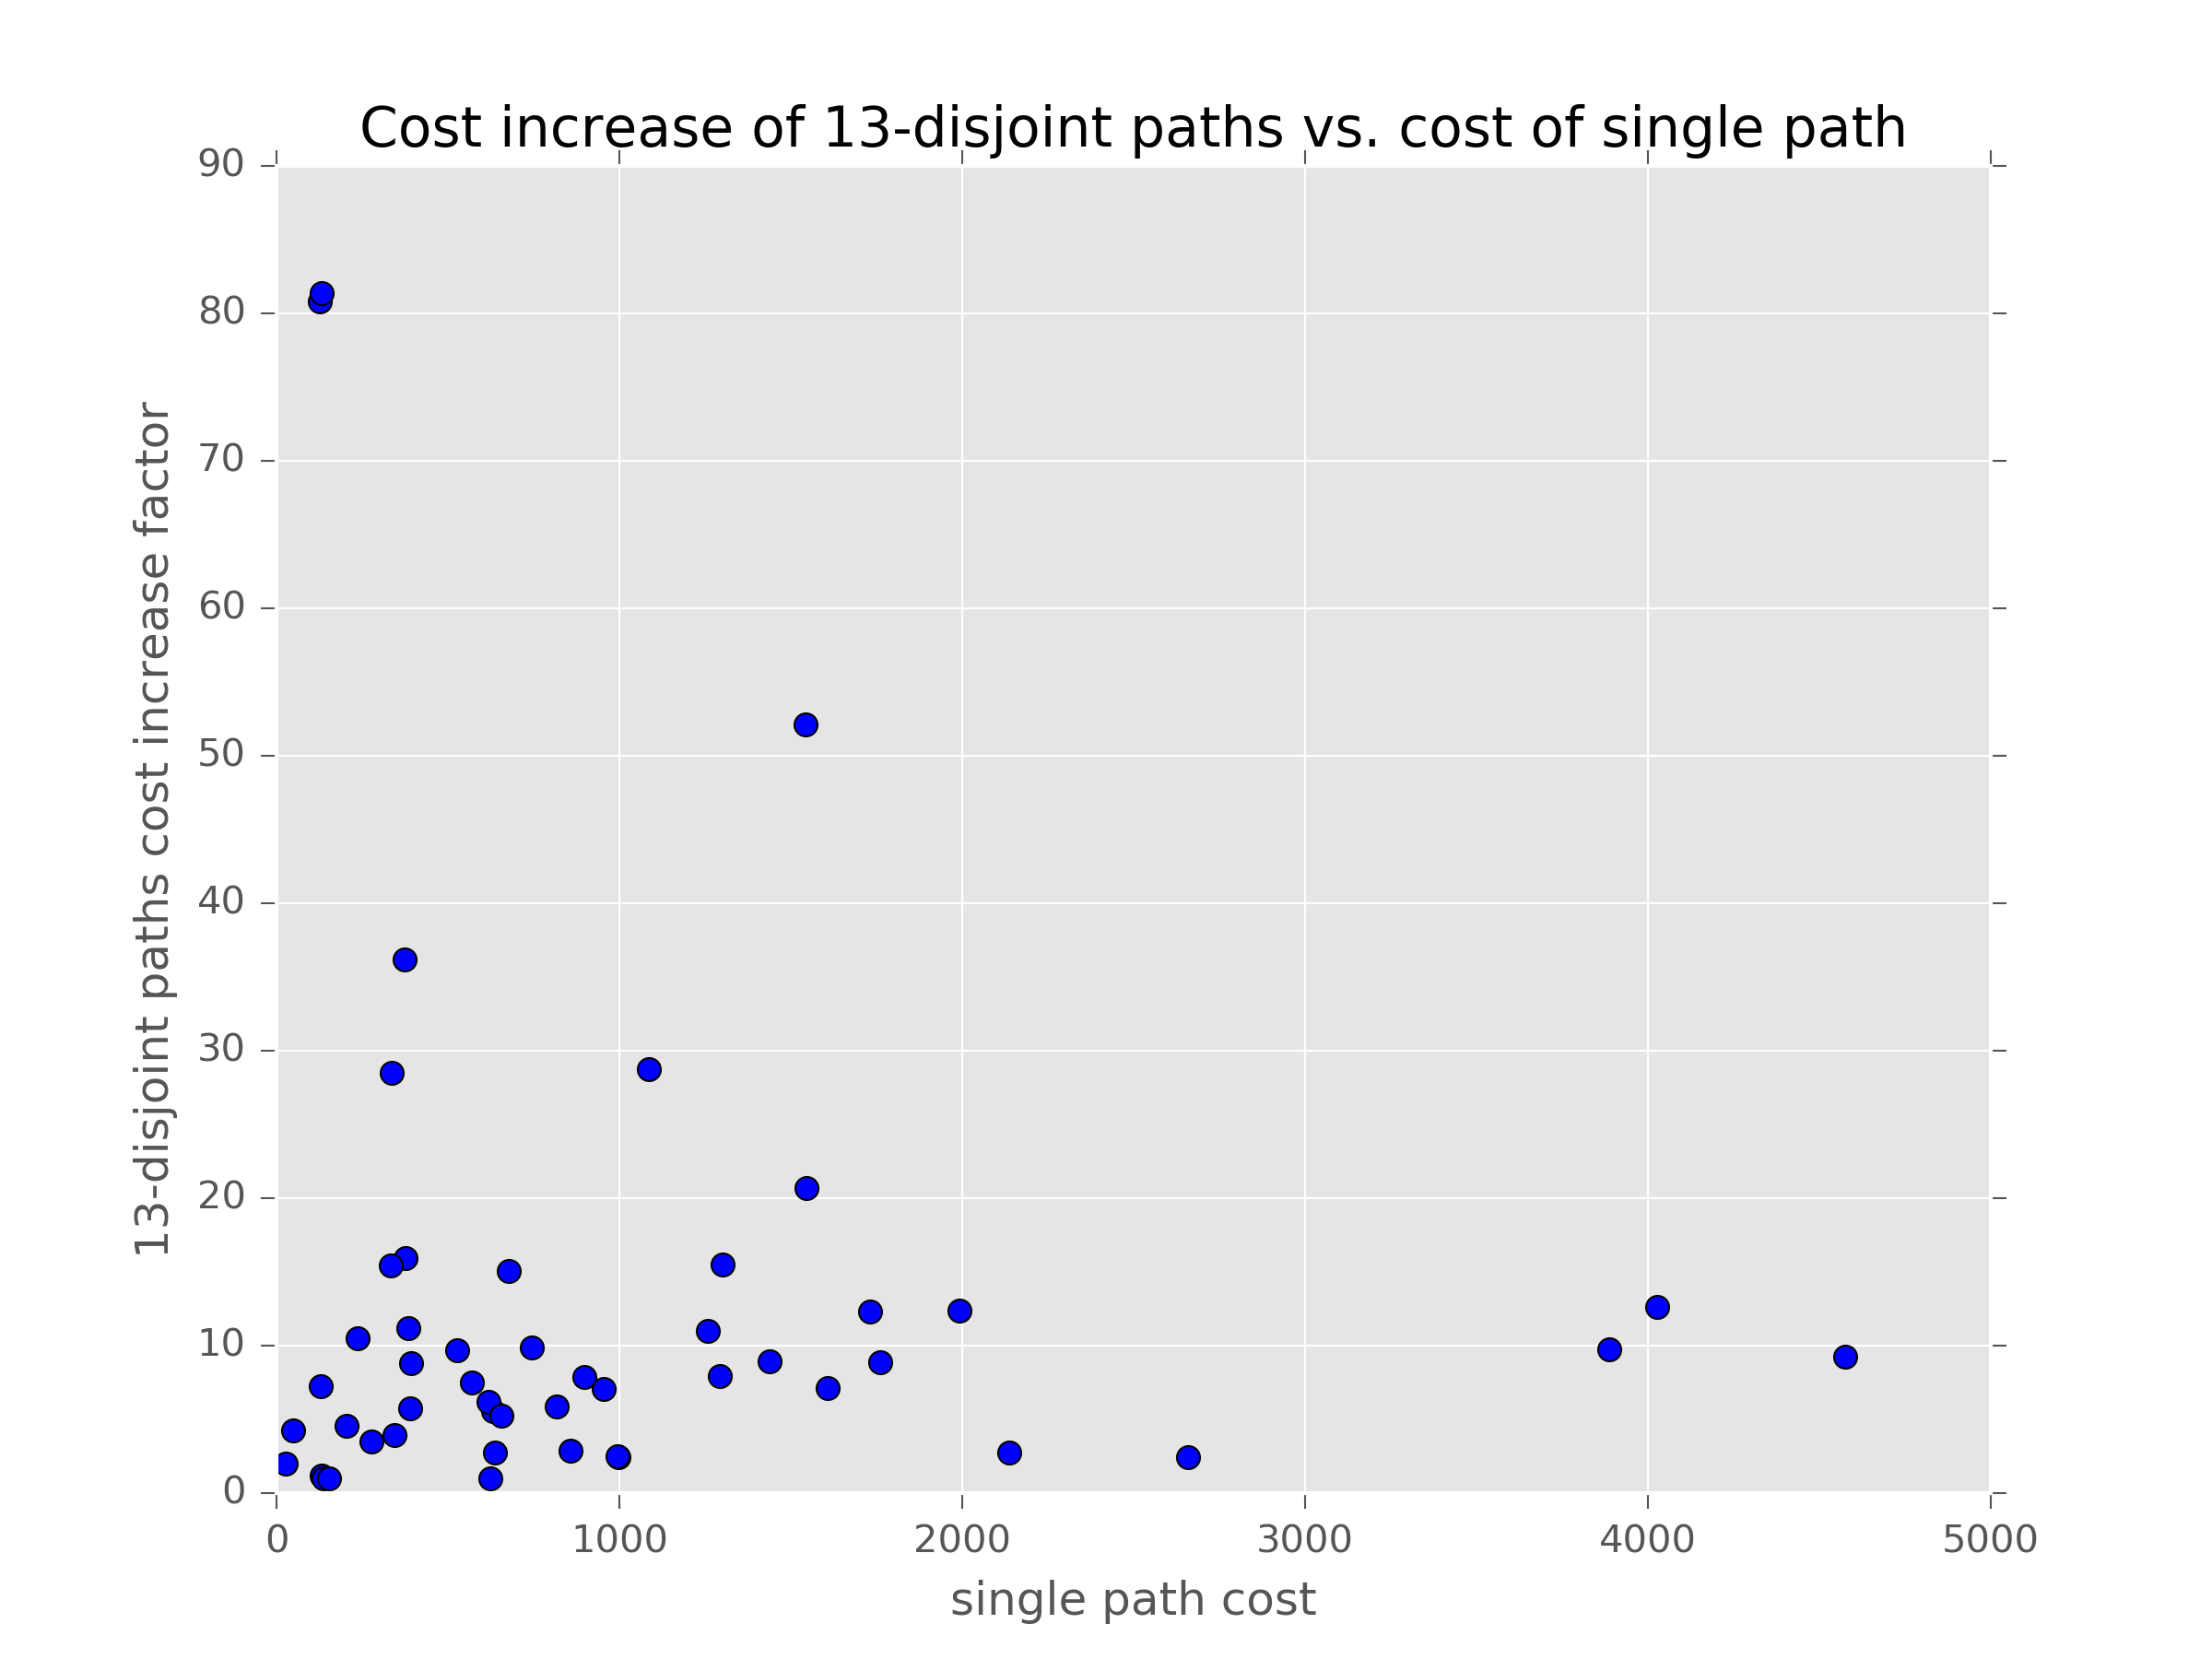 Cost increase of 13-disjoint paths vs. cost of single path
90
80
70
60
50
40
30
20
10
0
13-disjoint paths cost increase factor
0 1000 2000 3000 4000 5000
single path cost